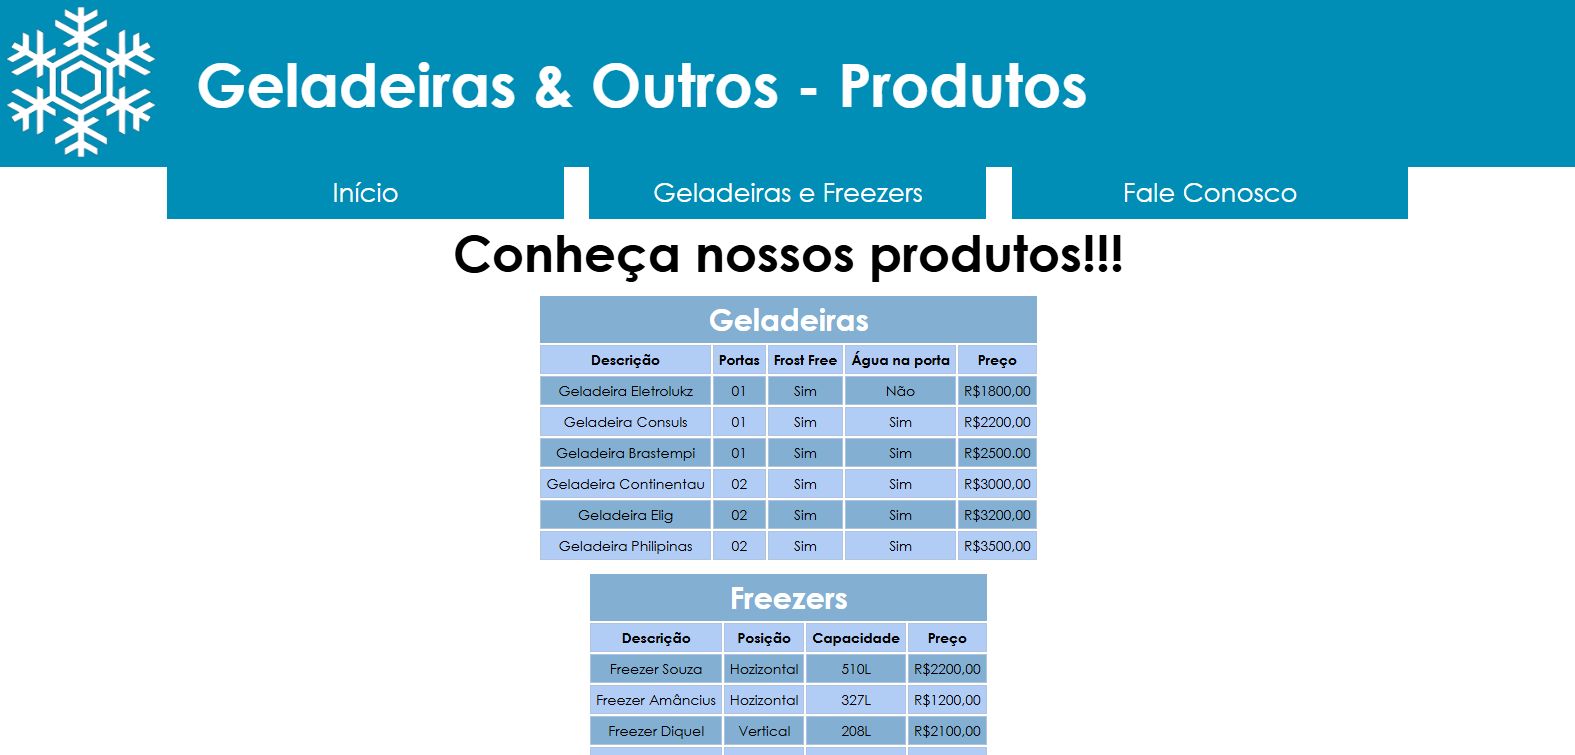 Geladeiras & Outros - Produtos
Início Geladeiras e Freezers Fale Conosco
Conheça nossos produtos!!!
Geladeiras
Descrição Portas Frost Free Água na porta Preço
Geladeira Eletrolukz 01 Sim Não R$1800,00
Geladeira Consuls 01 Sim Sim R$2200,00
Geladeira Brastempi 01 Sim Sim R$2500.00
Geladeira Continentau 02 Sim Sim R$3000,00
Geladeira Elig 02 Sim Sim R$3200,00
Geladeira Philipinas 02 Sim Sim R$3500,00
Freezers
Descrição Posição Capacidade Preço
Freezer Souza Hozizontal 510L R$2200,00
Freezer Amâncius Hozizontal 327L R$1200,00
Freezer Diquel Vertical 208L R$2100,00